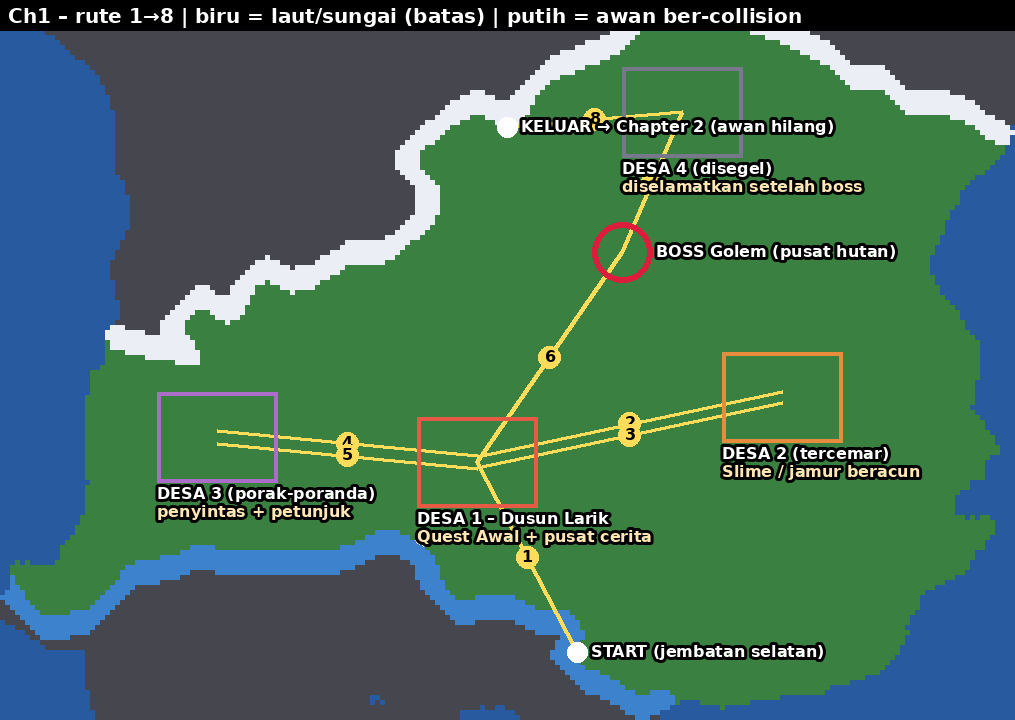 Ch1 – rute 1→8 | biru = laut/sungai (batas) | putih = awan ber-collision
8
KELUAR → Chapter 2 (awan hilang)
DESA 4 (disegel)
diselamatkan setelah boss
BOSS Golem (pusat hutan)
6
2
3
4
5
DESA 2 (tercemar)
Slime / jamur beracun
DESA 3 (porak-poranda)
penyintas + petunjuk
DESA 1 – Dusun Larik
Quest Awal + pusat cerita
1
START (jembatan selatan)